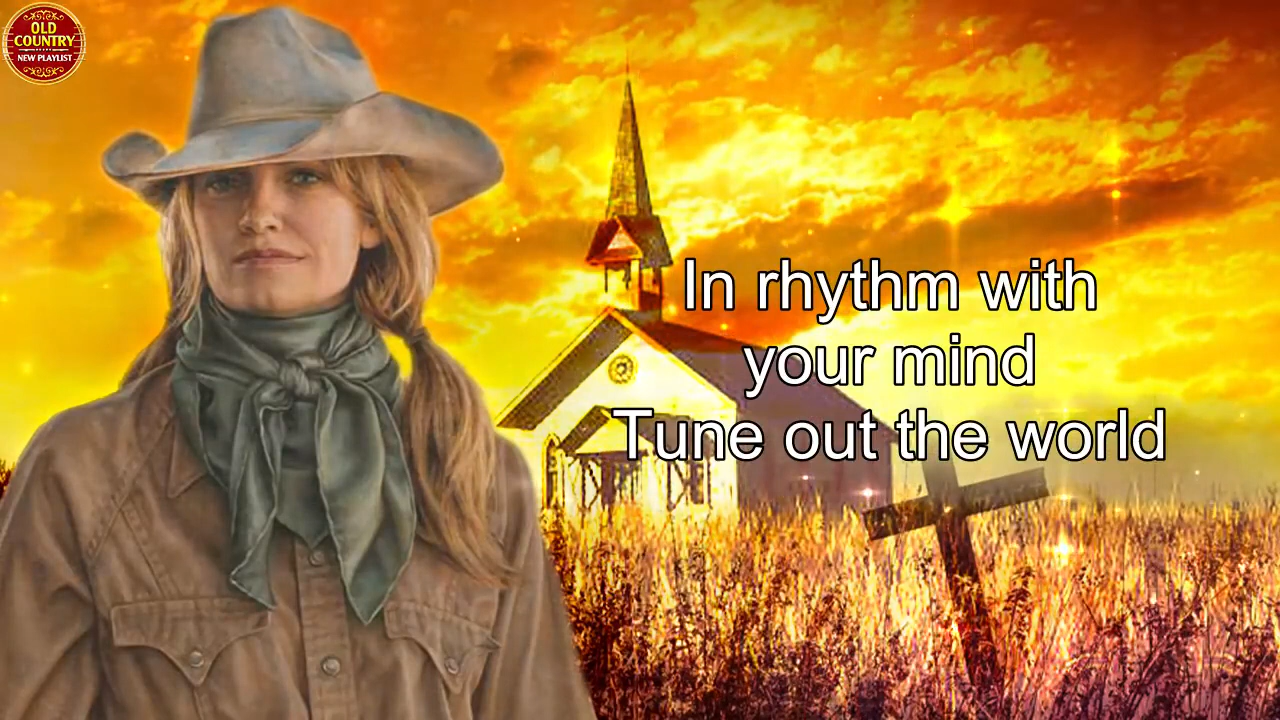 OLD
COUNTRY
NEW PLAYLIST
In rhythm with
your mind
Tune out the world